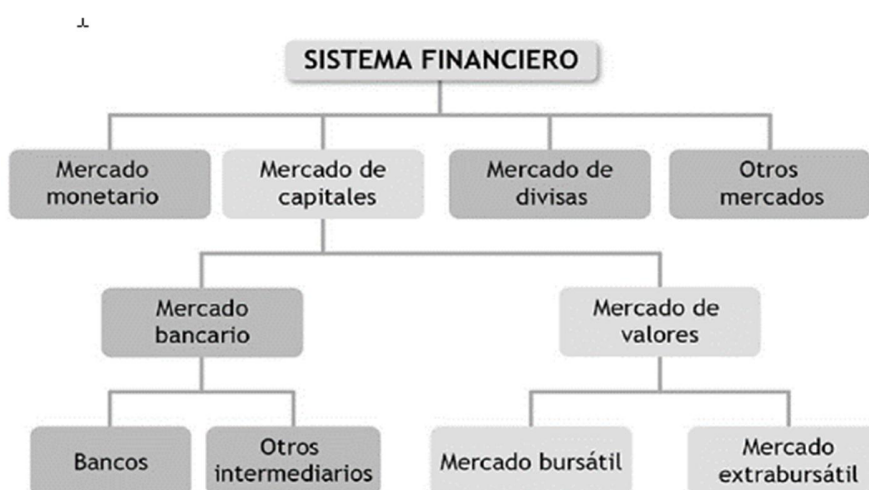 SISTEMA FINANCIERO
Mercado
monetario
Mercado de
capitales
Mercado de
divisas
Otros
mercados
Mercado
bancario
Mercado de
valores
Bancos
Otros
intermediarios
Mercado bursátil
Mercado
extrabursátil